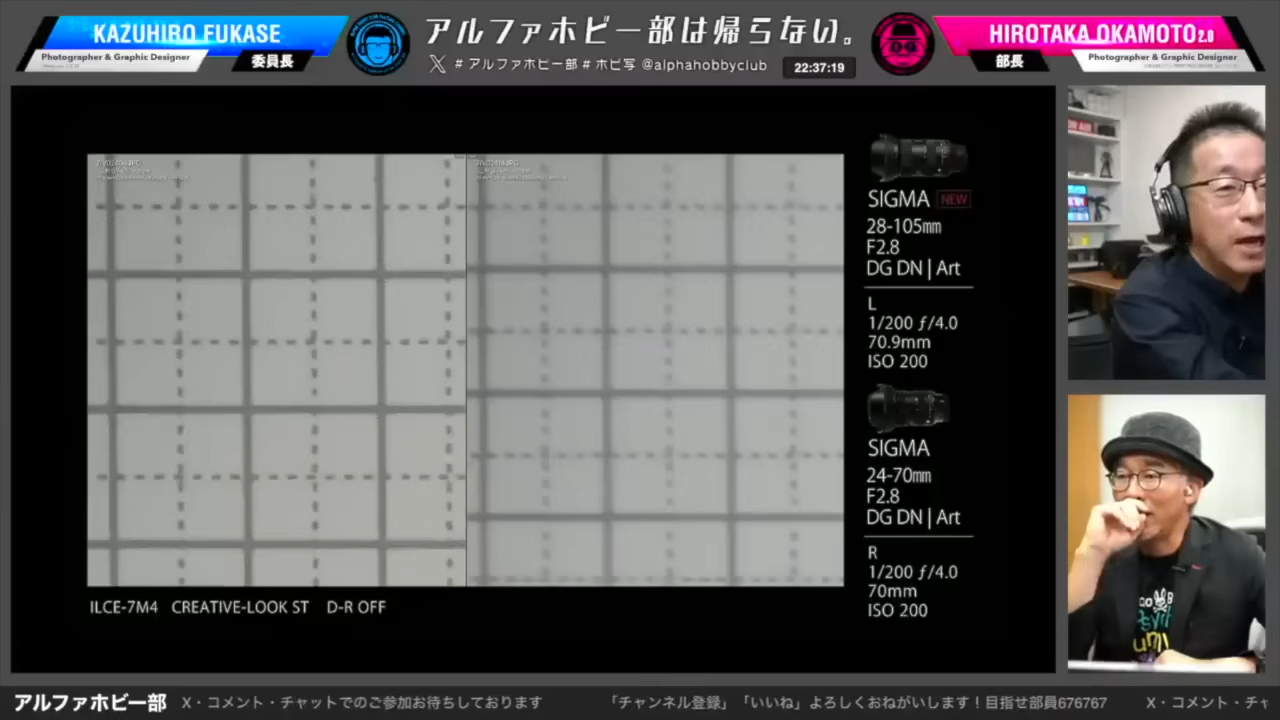 KAZUHIRO FUKASE
Photographer & Graphic Designer
委員長
アルファホビー部は帰らない。
#アルファホビー部 #ホビ写 @alphahobbyclub
22:37:19
HIROTAKA OKAMOTO2.0
部長
Photographer & Graphic Designer
SIGMA NEW
28-105mm
F2.8
DG DN | Art
L
1/200 ƒ/4.0
70.9mm
ISO 200
SIGMA
24-70mm
F2.8
DG DN | Art
R
1/200 ƒ/4.0
70mm
ISO 200
ILCE-7M4 CREATIVE-LOOK ST D-R OFF
アルファホビー部 X・コメント・チャットでのご参加お待ちしております 「チャンネル登録」「いいね」よろしくおねがいします！目指せ部員676767 X・コメント・チャ